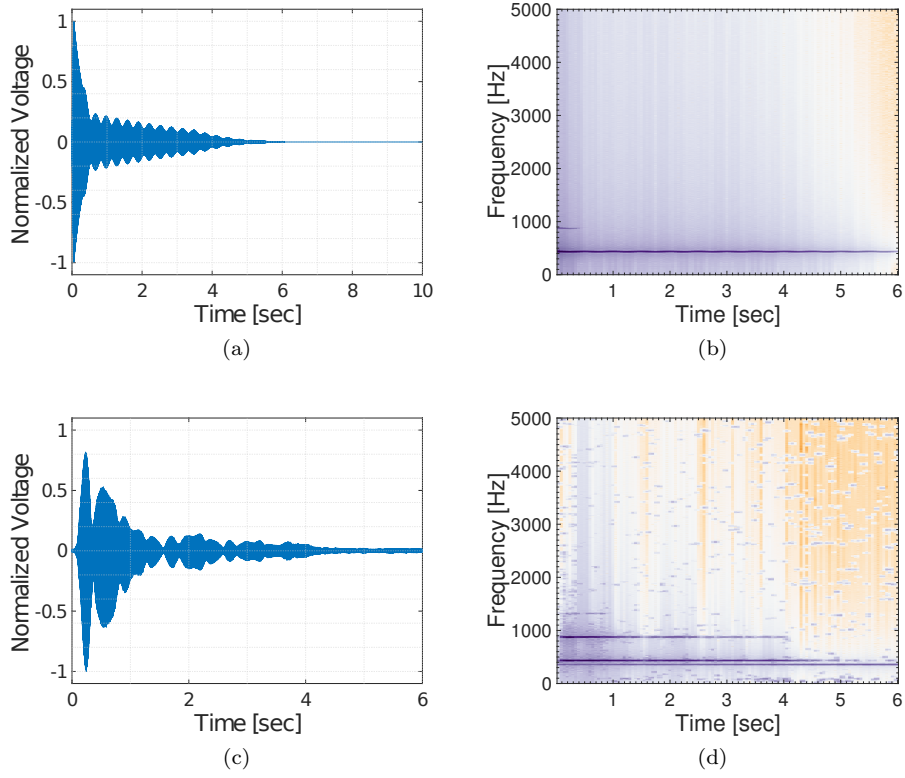 1
0.5
0
-0.5
-1
Normalized Voltage
0 2 4 6 8 10
Time [sec]
(a)
5000
4000
3000
2000
1000
0
Frequency [Hz]
1 2 3 4 5 6
Time [sec]
(b)
1
0.5
0
-0.5
-1
Normalized Voltage
0 2 4 6
Time [sec]
(c)
5000
4000
3000
2000
1000
0
Frequency [Hz]
1 2 3 4 5 6
Time [sec]
(d)